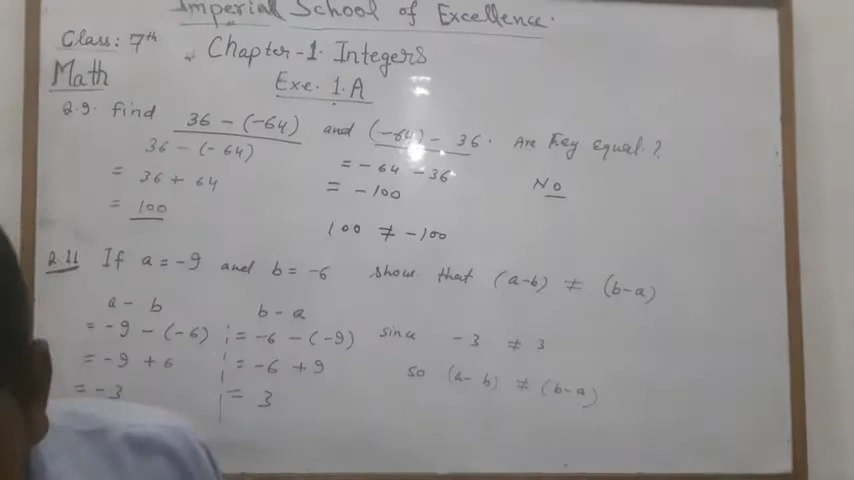 Imperial School of Excellence.
Class: 7th Chapter-1. Integers
Math Exe. 1.A
Q.9. Find 36 - (-64) and (-64) - 36. Are they equal?
36 - (-64)
= 36 + 64
= 100
= - 64 - 36
= -100
100 ≠ -100
No
Q.11 If a = -9 and b = -6 show that (a-b) ≠ (b-a)
a - b
= -9 - (-6)
= -9 + 6
= -3
b - a
= -6 - (-9)
= -6 + 9
= 3
since -3 ≠ 3
so (a-b) ≠ (b-a)